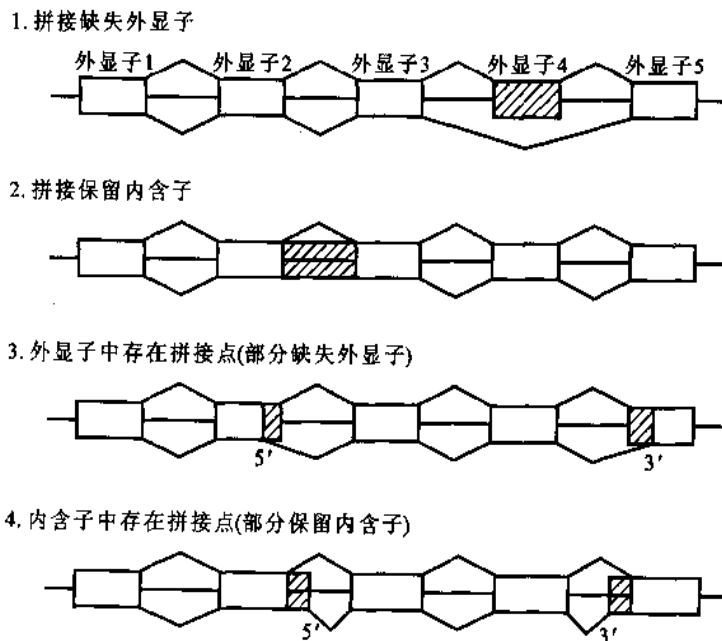 1. 拼接缺失外显子
外显子1 外显子2 外显子3 外显子4 外显子5
2. 拼接保留内含子
3. 外显子中存在拼接点(部分缺失外显子)
5′ 3′
4. 内含子中存在拼接点(部分保留内含子)
5′ 3′